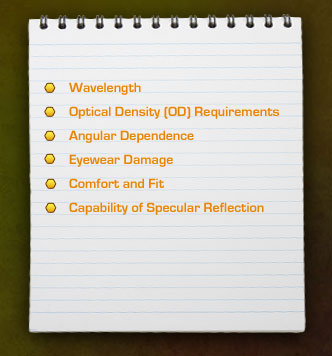 Wavelength
Optical Density (OD) Requirements
Angular Dependence
Eyewear Damage
Comfort and Fit
Capability of Specular Reflection